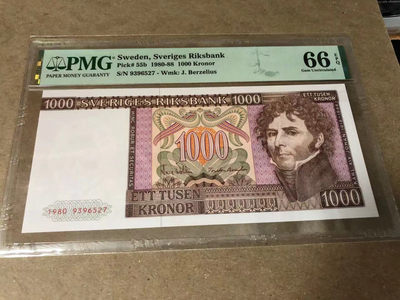 PMG
PAPER MONEY GUARANTY
Sweden, Sveriges Riksbank
Pick# 55b 1980-88 1000 Kronor
S/N 9396527 - Wmk: J. Berzelius
66 EPQ
Gem Uncirculated
1000 SVERIGES RIKSBANK 1000
ETT TUSEN
KRONOR
1000
ETT TUSEN
KRONOR
1980 9396527
1000